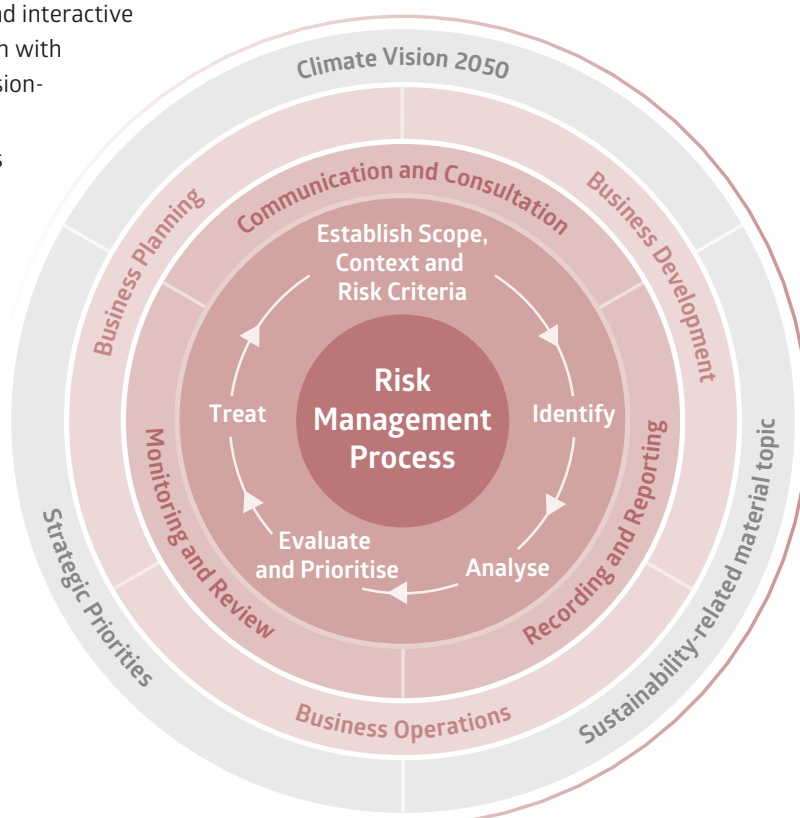 nd interactive
n with
sion-
s
Climate Vision 2050
Business Planning
Business Development
Communication and Consultation
Establish Scope,
Context and
Risk Criteria
Risk
Management
Process
Treat
Identify
Monitoring and Review
Recording and Reporting
Evaluate
and Prioritise
Analyse
Strategic Priorities
Sustainability-related material topic
Business Operations